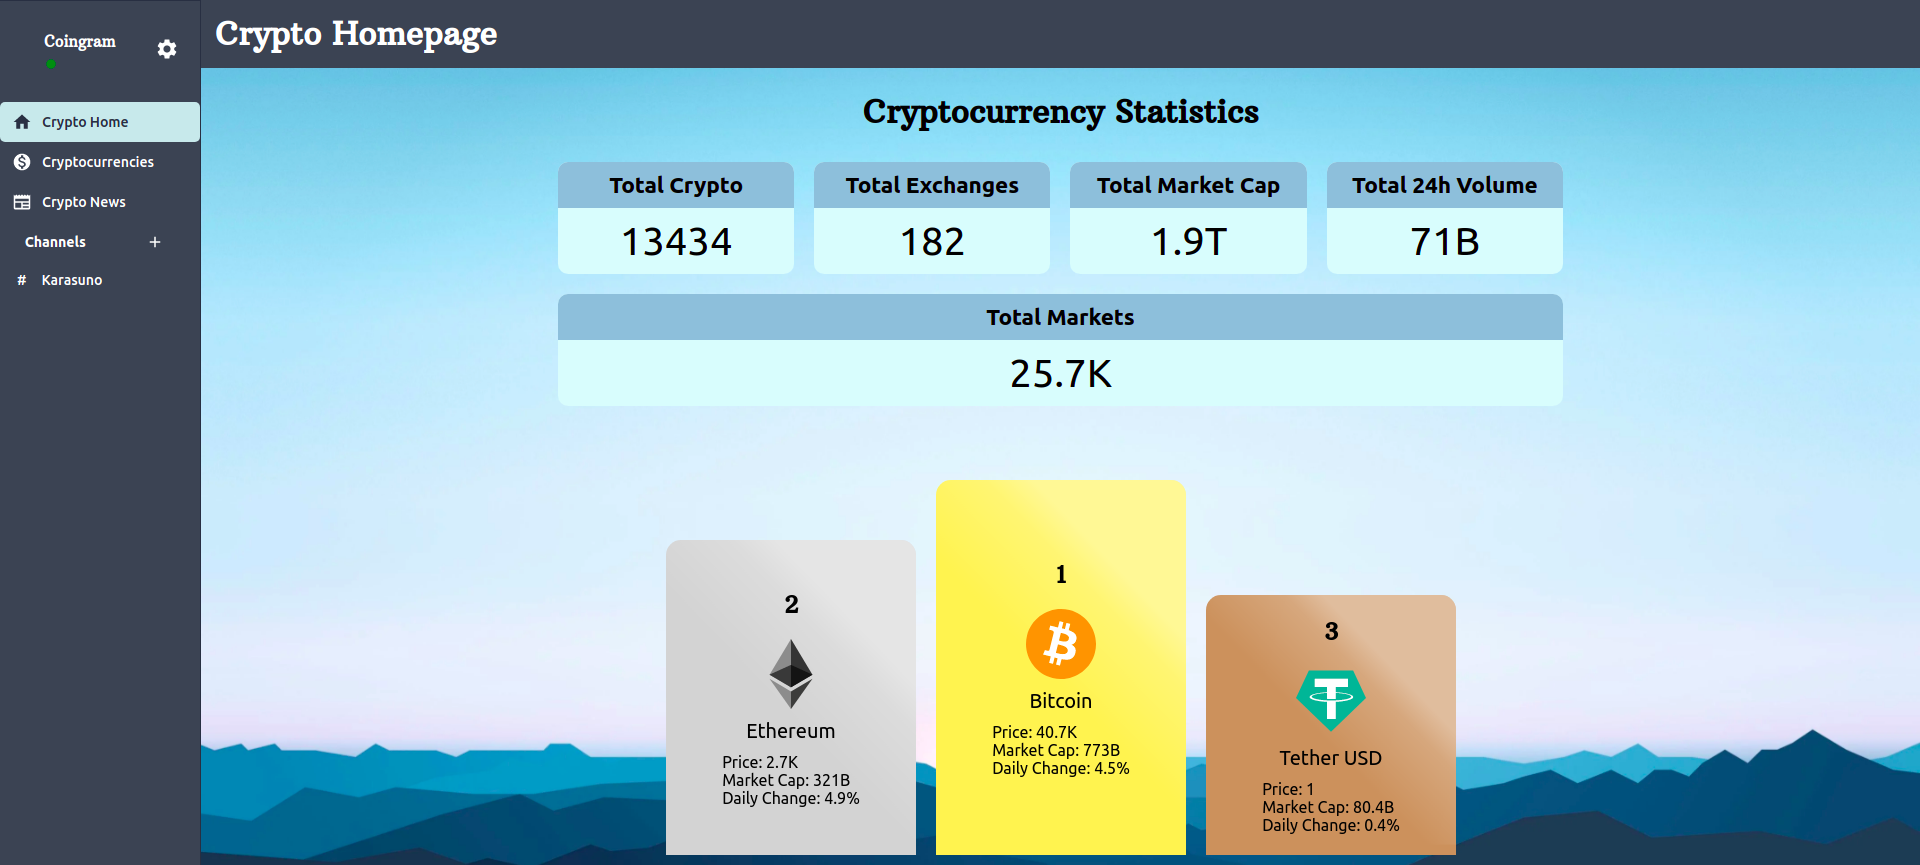 Coingram
Crypto Home
Cryptocurrencies
Crypto News
Channels +
# Karasuno
Crypto Homepage
Cryptocurrency Statistics
Total Crypto
13434
Total Exchanges
182
Total Market Cap
1.9T
Total 24h Volume
71B
Total Markets
25.7K
2
Ethereum
Price: 2.7K
Market Cap: 321B
Daily Change: 4.9%
1
Bitcoin
Price: 40.7K
Market Cap: 773B
Daily Change: 4.5%
3
Tether USD
Price: 1
Market Cap: 80.4B
Daily Change: 0.4%